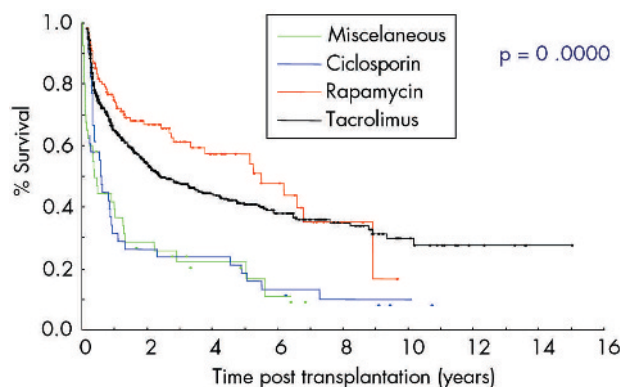 1.0
0.8
0.6
0.4
0.2
0.0
% Survival
Miscelaneous
Ciclosporin
Rapamycin
Tacrolimus
p = 0 .0000
0 2 4 6 8 10 12 14 16
Time post transplantation (years)